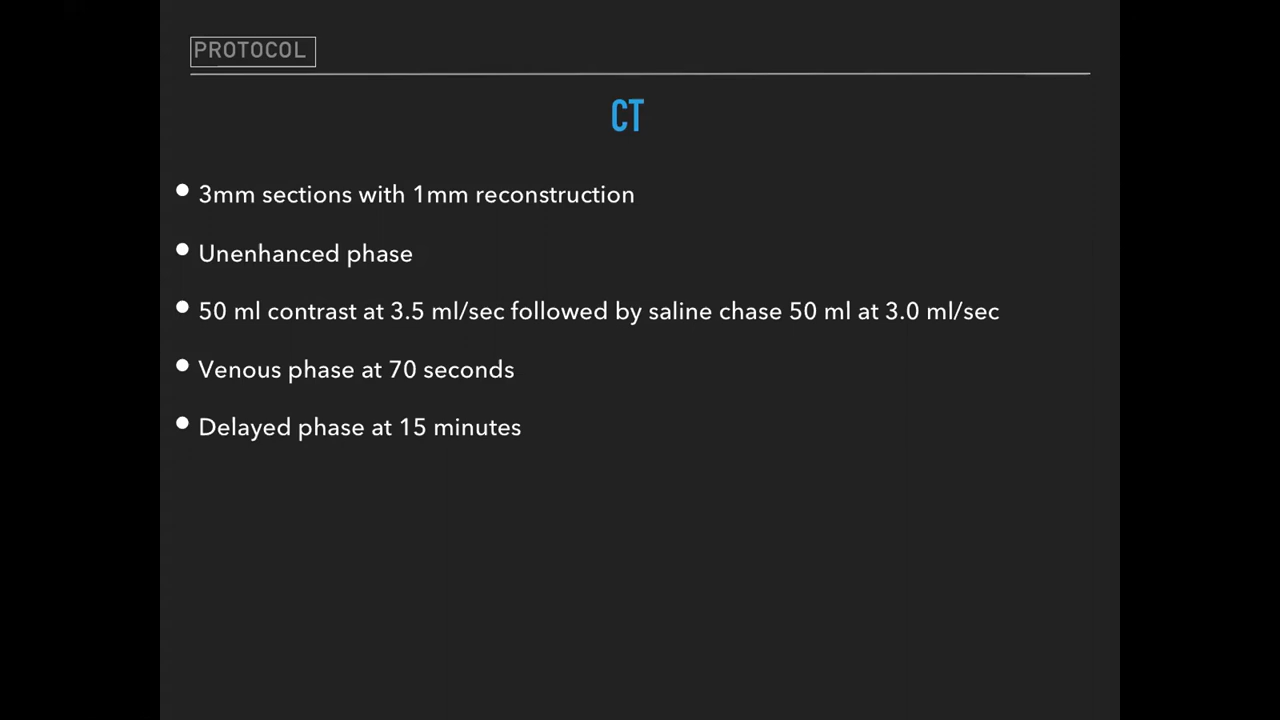 PROTOCOL
CT
• 3mm sections with 1mm reconstruction
• Unenhanced phase
• 50 ml contrast at 3.5 ml/sec followed by saline chase 50 ml at 3.0 ml/sec
• Venous phase at 70 seconds
• Delayed phase at 15 minutes